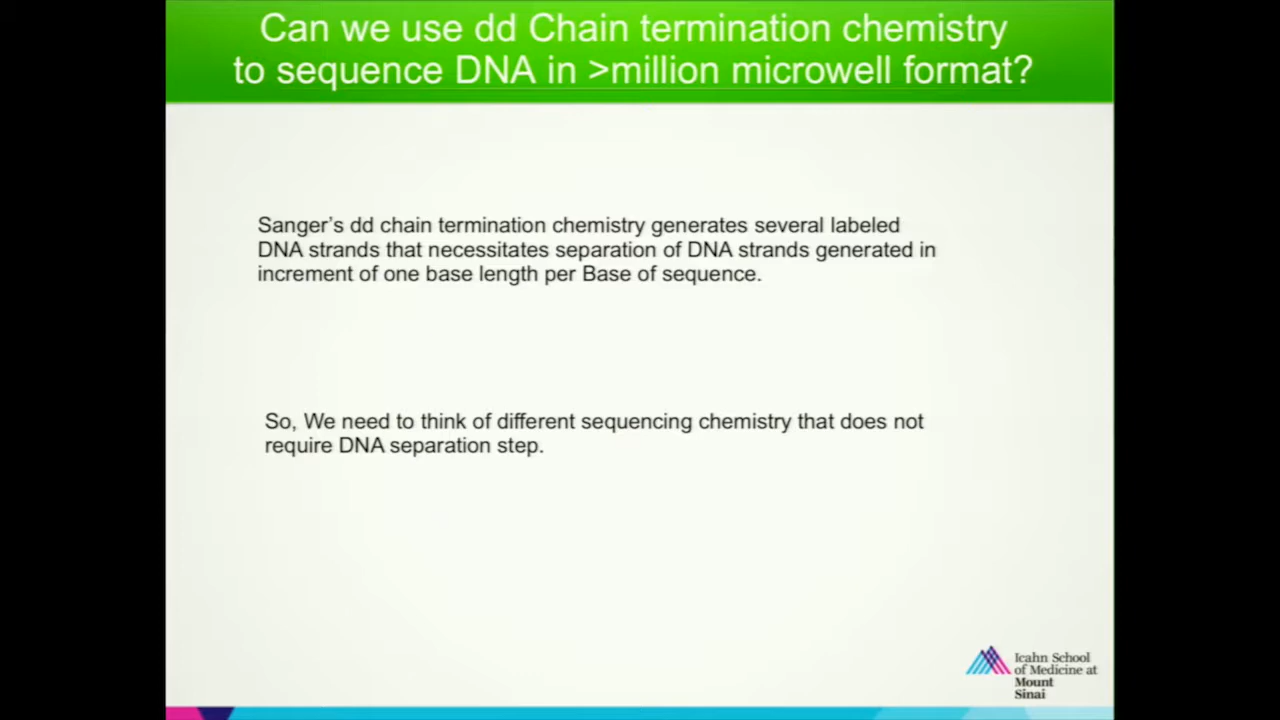 Can we use dd Chain termination chemistry
to sequence DNA in >million microwell format?
Sanger's dd chain termination chemistry generates several labeled
DNA strands that necessitates separation of DNA strands generated in
increment of one base length per Base of sequence.
So, We need to think of different sequencing chemistry that does not
require DNA separation step.
Icahn School
of Medicine at
Mount
Sinai